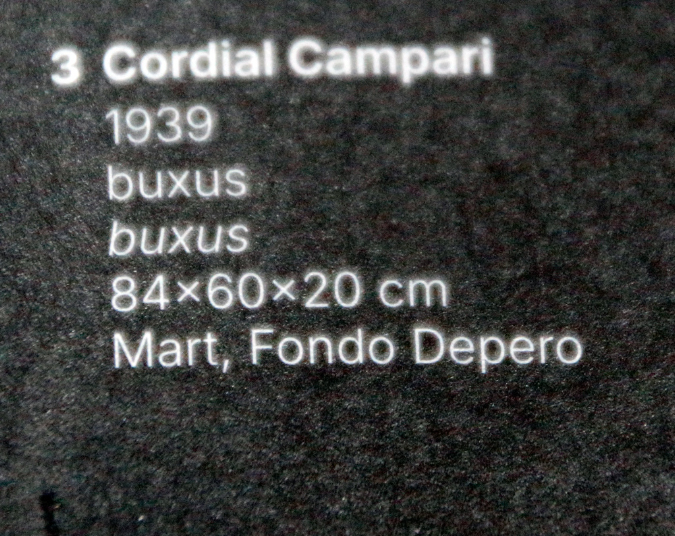 3 Cordial Campari
1939
buxus
buxus
84×60×20 cm
Mart, Fondo Depero